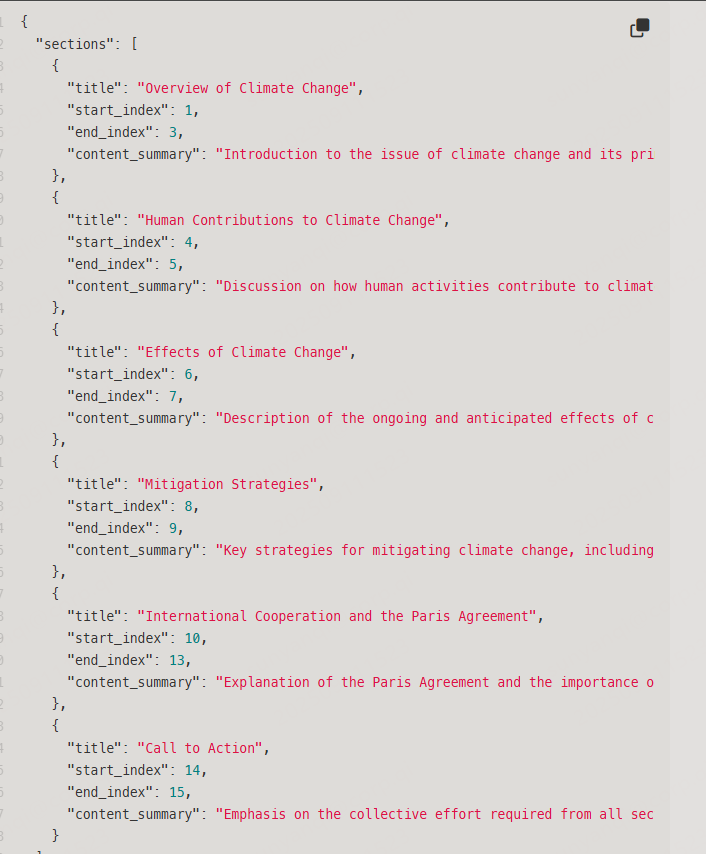 {
  "sections": [
    {
      "title": "Overview of Climate Change",
      "start_index": 1,
      "end_index": 3,
      "content_summary": "Introduction to the issue of climate change and its pri
    },
    {
      "title": "Human Contributions to Climate Change",
      "start_index": 4,
      "end_index": 5,
      "content_summary": "Discussion on how human activities contribute to climat
    },
    {
      "title": "Effects of Climate Change",
      "start_index": 6,
      "end_index": 7,
      "content_summary": "Description of the ongoing and anticipated effects of c
    },
    {
      "title": "Mitigation Strategies",
      "start_index": 8,
      "end_index": 9,
      "content_summary": "Key strategies for mitigating climate change, including
    },
    {
      "title": "International Cooperation and the Paris Agreement",
      "start_index": 10,
      "end_index": 13,
      "content_summary": "Explanation of the Paris Agreement and the importance o
    },
    {
      "title": "Call to Action",
      "start_index": 14,
      "end_index": 15,
      "content_summary": "Emphasis on the collective effort required from all sec
    }